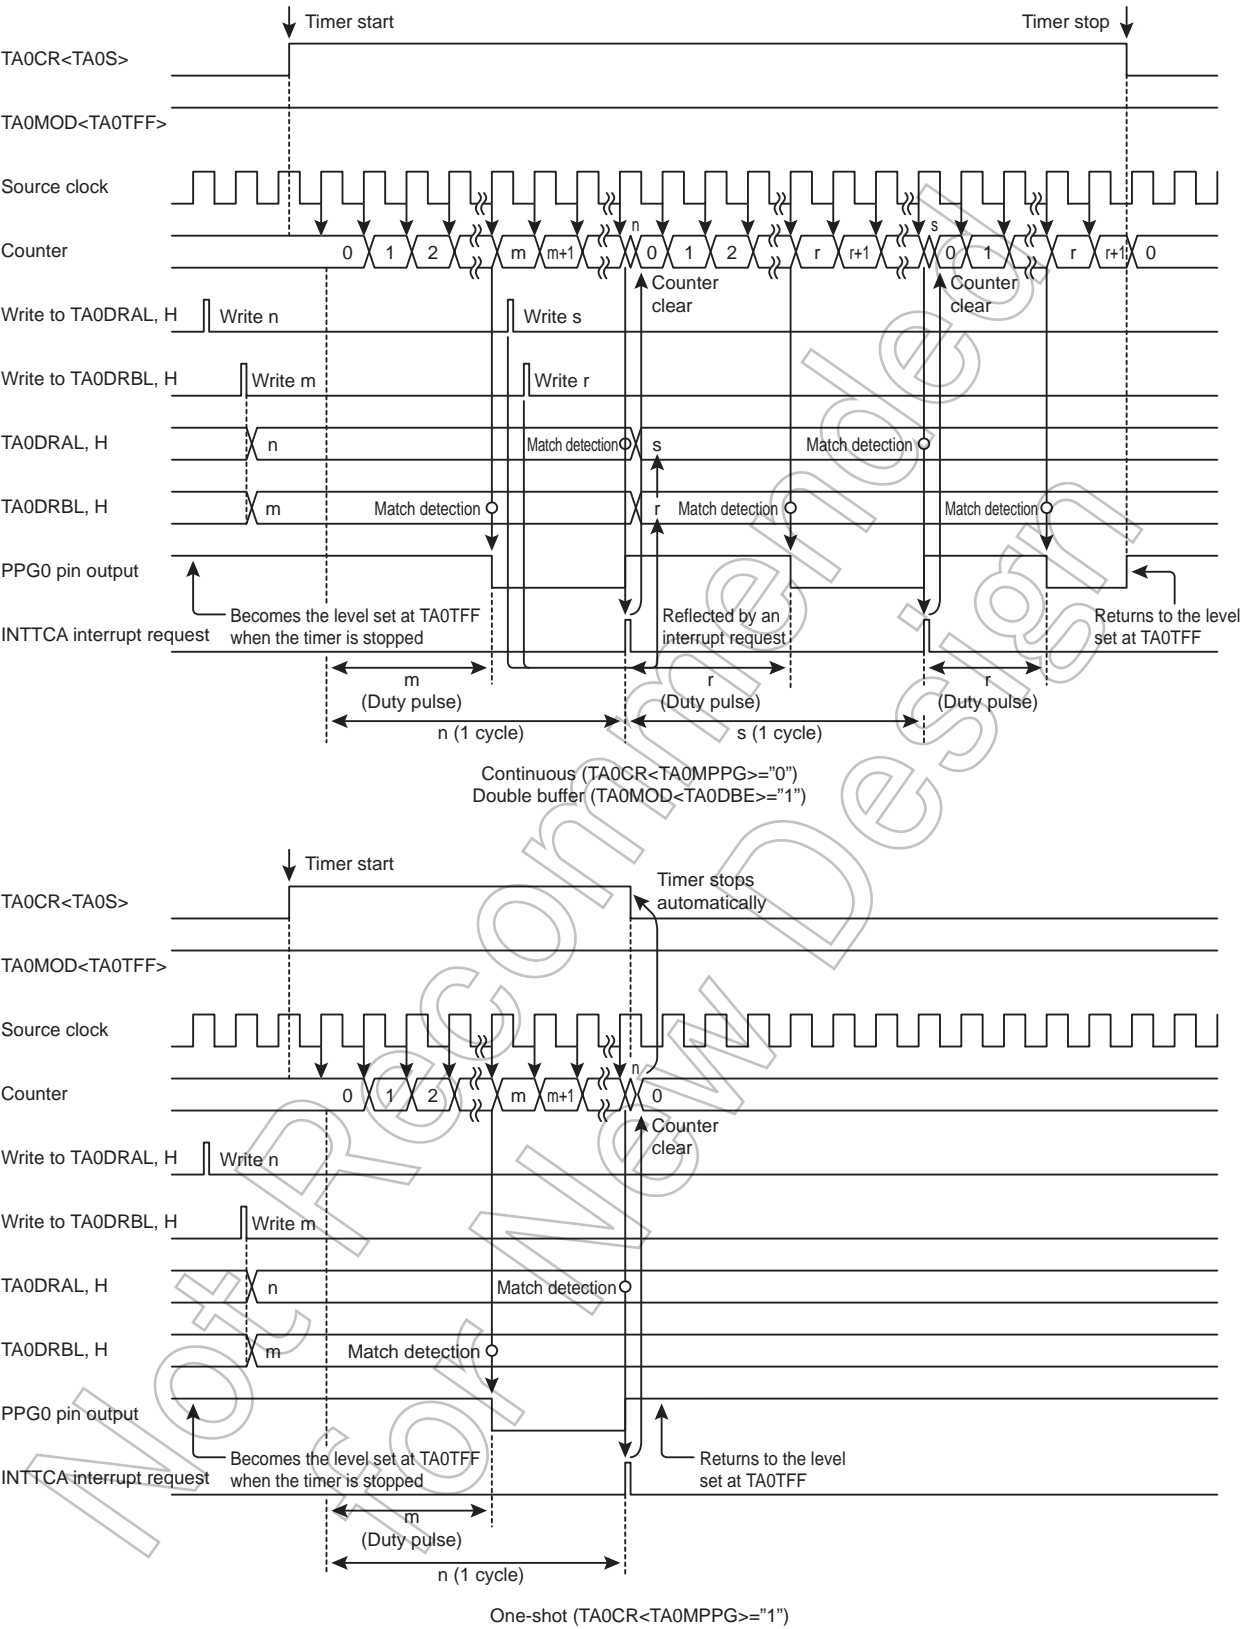 Timer start
Timer stop
TA0CR<TA0S>
TA0MOD<TA0TFF>
Source clock
n
s
Counter
0 1 2 m m+1 0 1 2 r r+1 0 1 r r+1 0
Counter
clear
Counter
clear
Write to TA0DRAL, H
Write n
Write s
Write to TA0DRBL, H
Write m
Write r
TA0DRAL, H
n
Match detection
s
Match detection
TA0DRBL, H
m
Match detection
r
Match detection
Match detection
PPG0 pin output
Becomes the level set at TA0TFF
when the timer is stopped
Reflected by an
interrupt request
Returns to the level
set at TA0TFF
INTTCA interrupt request
m
(Duty pulse)
r
(Duty pulse)
r
(Duty pulse)
n (1 cycle)
s (1 cycle)
Continuous (TA0CR<TA0MPPG>="0")
Double buffer (TA0MOD<TA0DBE>="1")
Timer start
Timer stops
automatically
TA0CR<TA0S>
TA0MOD<TA0TFF>
Source clock
n
Counter
0 1 2 m m+1 0
Counter
clear
Write to TA0DRAL, H
Write n
Write to TA0DRBL, H
Write m
TA0DRAL, H
n
Match detection
TA0DRBL, H
m
Match detection
PPG0 pin output
Becomes the level set at TA0TFF
when the timer is stopped
Returns to the level
set at TA0TFF
INTTCA interrupt request
m
(Duty pulse)
n (1 cycle)
One-shot (TA0CR<TA0MPPG>="1")
Not Recommended
for New Design